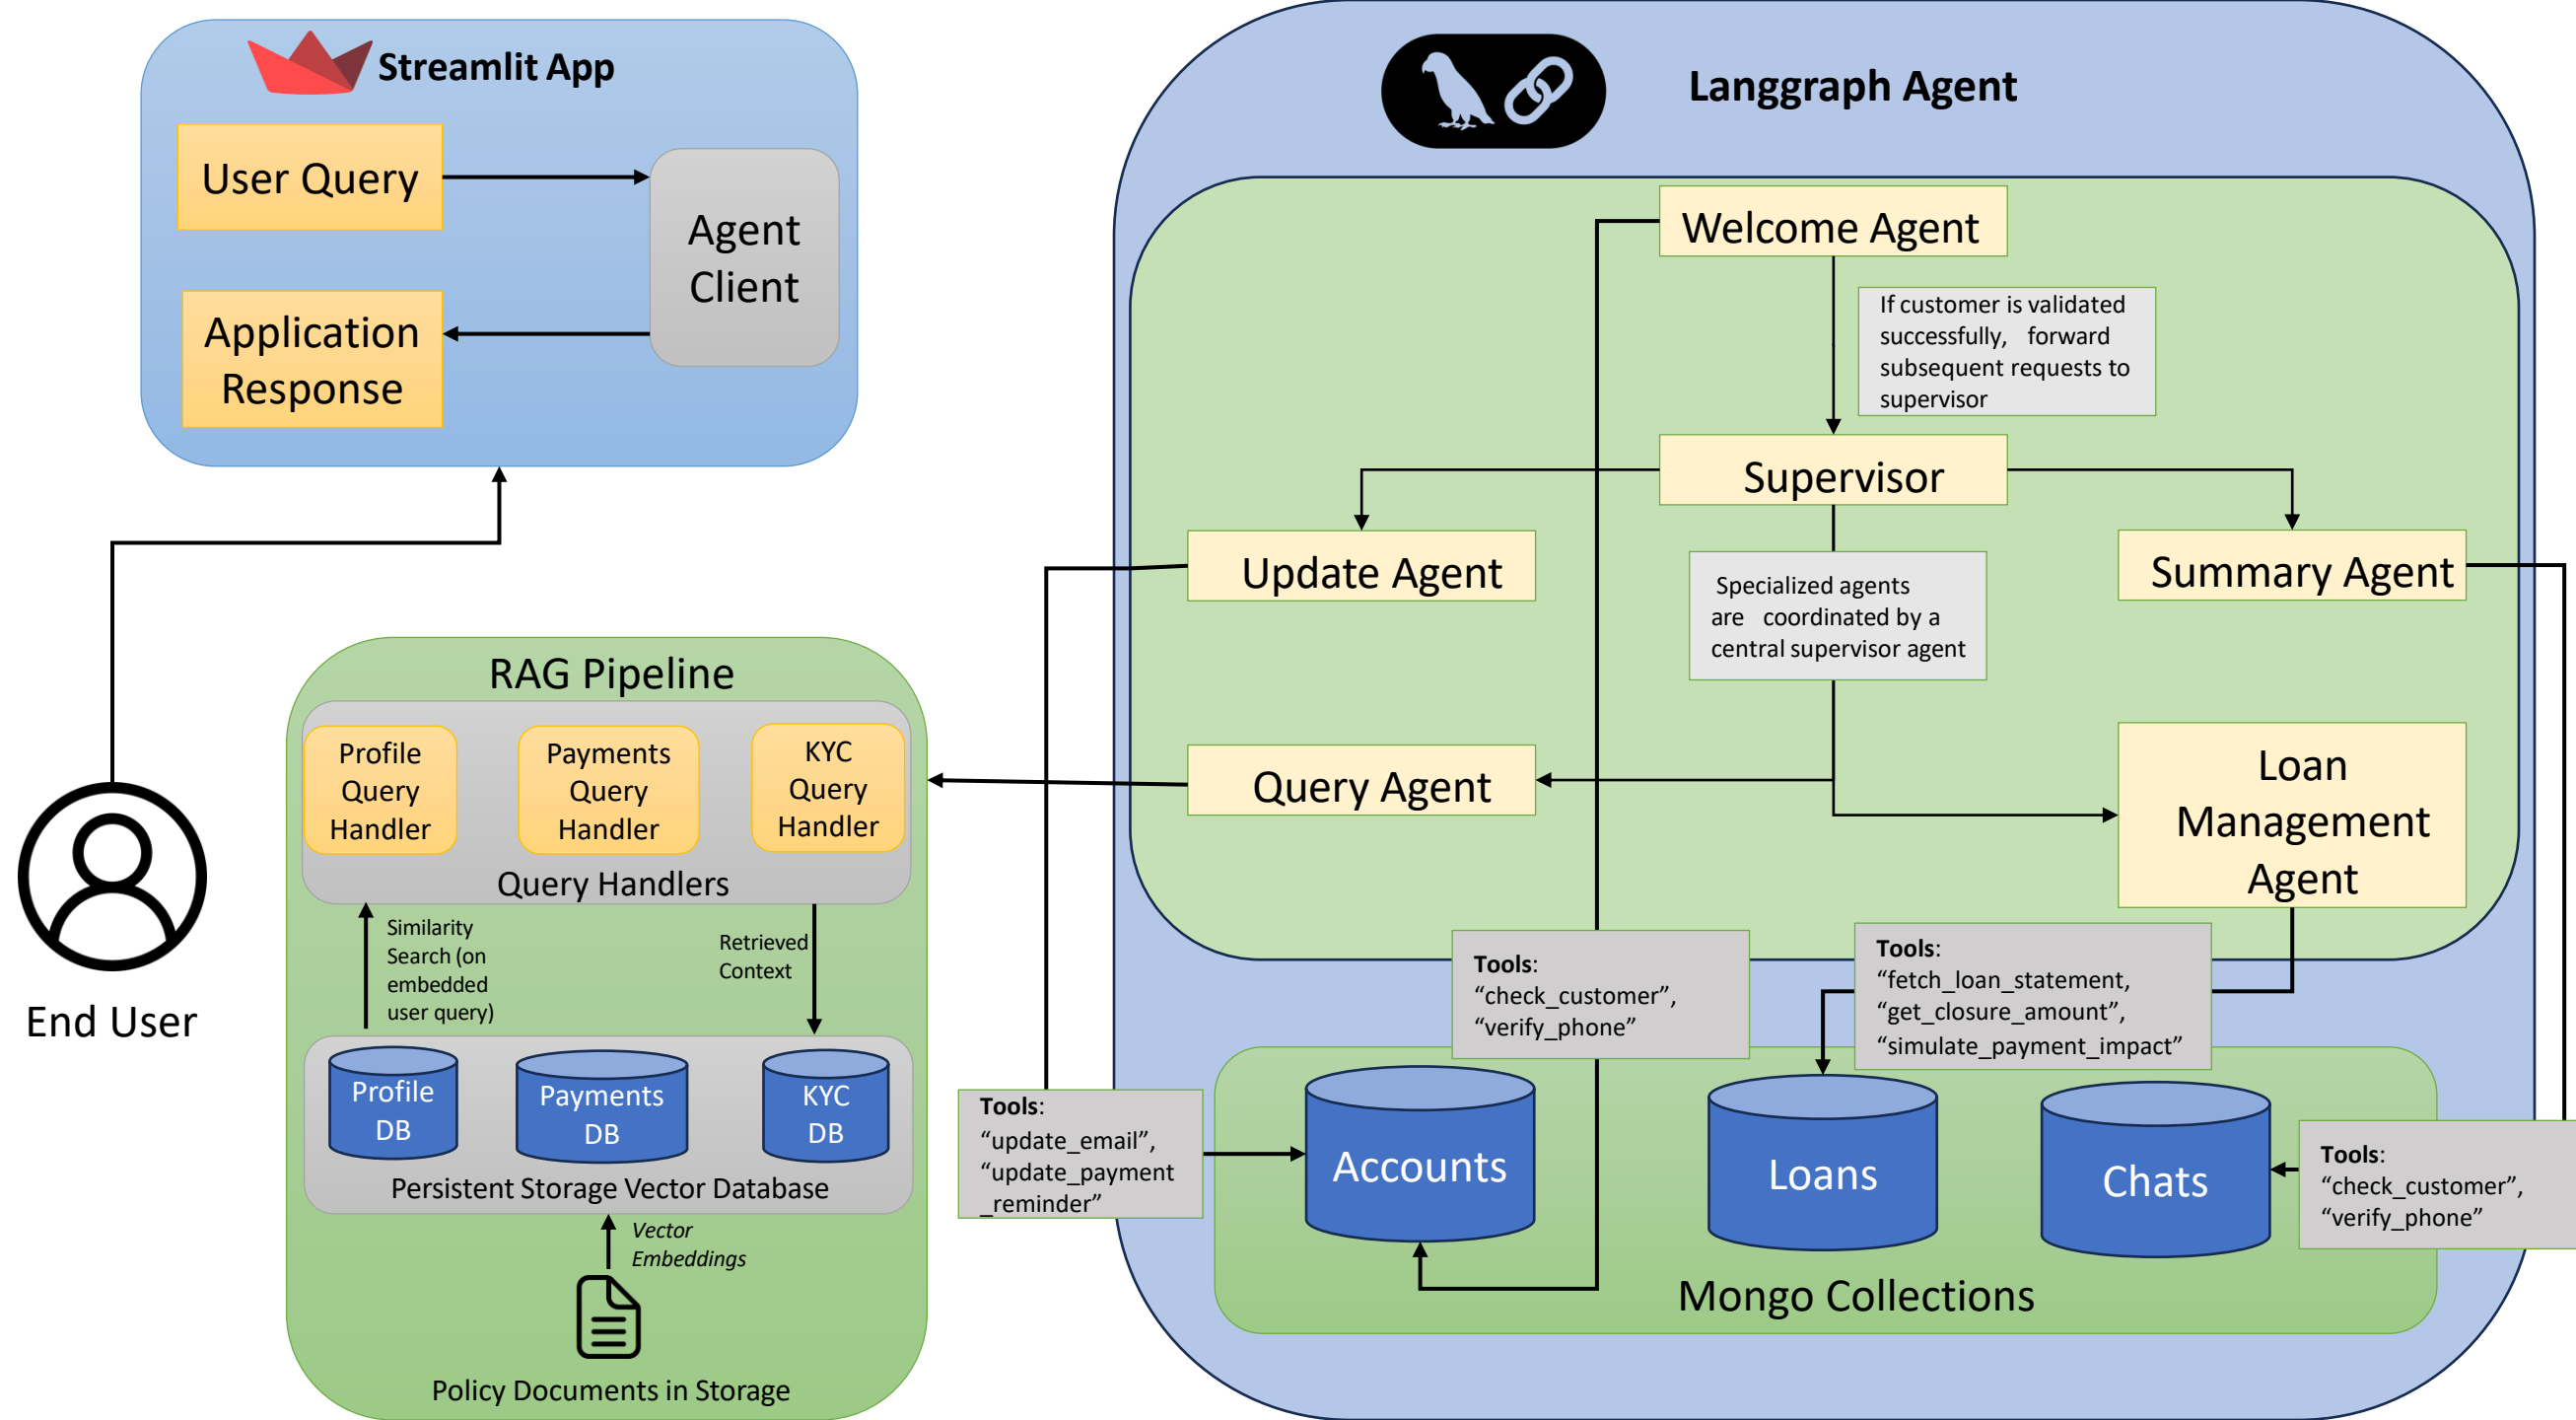 Streamlit App
User Query
Agent
Client
Application
Response
End User
RAG Pipeline
Profile
Query
Handler
Payments
Query
Handler
KYC
Query
Handler
Query Handlers
Similarity
Search (on
embedded
user query)
Retrieved
Context
Profile
DB
Payments
DB
KYC
DB
Persistent Storage Vector Database
Vector
Embeddings
Policy Documents in Storage
Langgraph Agent
Welcome Agent
If customer is validated
successfully, forward
subsequent requests to
supervisor
Supervisor
Update Agent
Specialized agents
are coordinated by a
central supervisor agent
Summary Agent
Query Agent
Loan
Management
Agent
Tools:
“check_customer”,
“verify_phone”
Tools:
“fetch_loan_statement,
“get_closure_amount”,
“simulate_payment_impact”
Tools:
“update_email”,
“update_payment
_reminder”
Accounts
Loans
Chats
Tools:
“check_customer”,
“verify_phone”
Mongo Collections